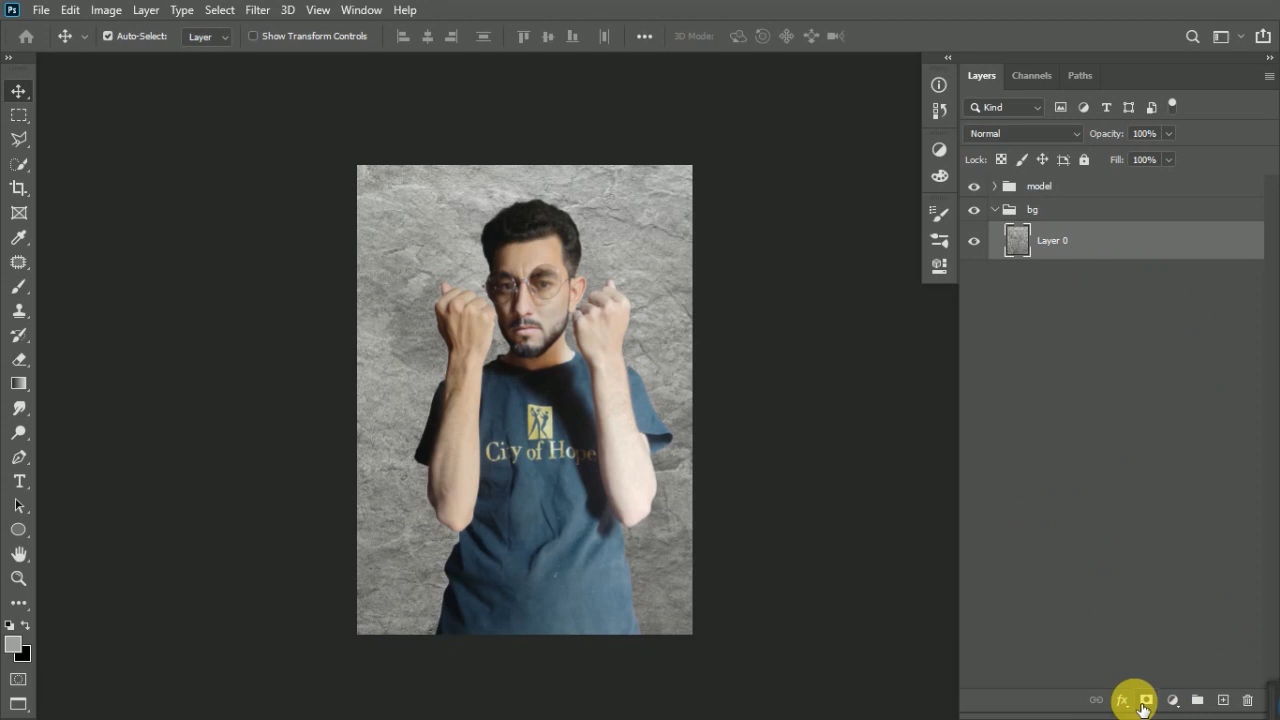 Ps File Edit Image Layer Type Select Filter 3D View Window Help
Auto-Select: Layer Show Transform Controls 3D Mode:
Layers Channels Paths
Kind
Normal Opacity: 100%
Lock: Fill: 100%
model
bg
Layer 0
City of Hope
fx